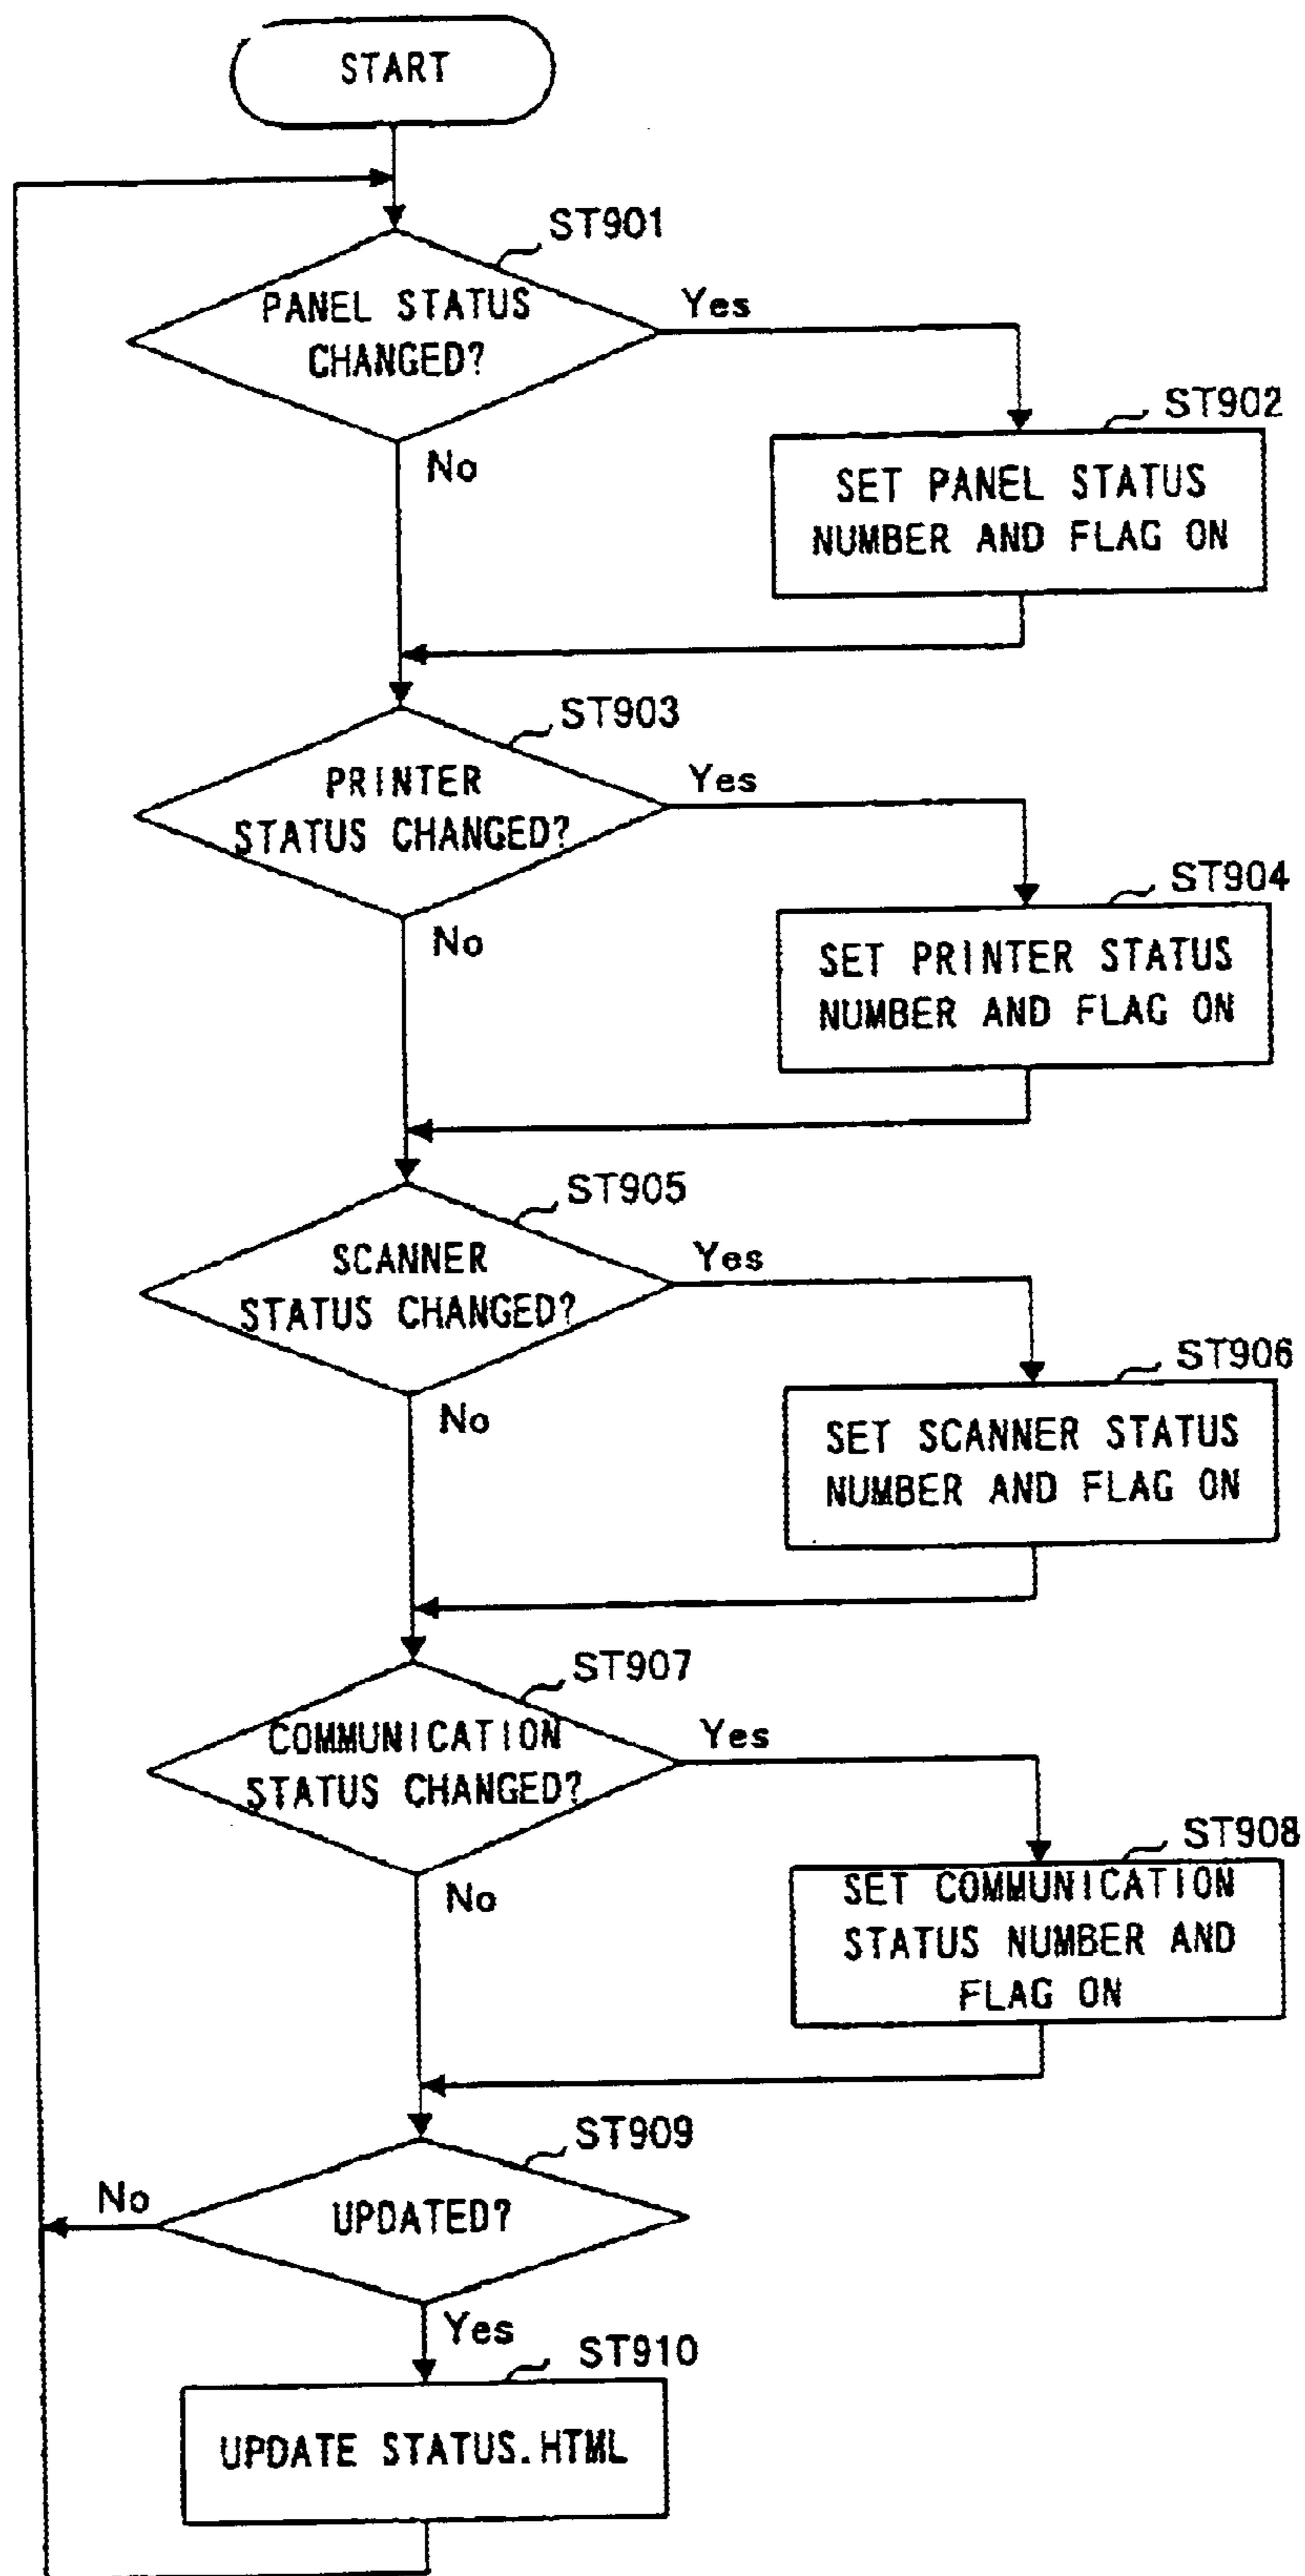 START
ST901
PANEL STATUS
CHANGED?
Yes
No
ST902
SET PANEL STATUS
NUMBER AND FLAG ON
ST903
PRINTER
STATUS CHANGED?
Yes
No
ST904
SET PRINTER STATUS
NUMBER AND FLAG ON
ST905
SCANNER
STATUS CHANGED?
Yes
No
ST906
SET SCANNER STATUS
NUMBER AND FLAG ON
ST907
COMMUNICATION
STATUS CHANGED?
Yes
No
ST908
SET COMMUNICATION
STATUS NUMBER AND
FLAG ON
ST909
UPDATED?
No
Yes
ST910
UPDATE STATUS.HTML